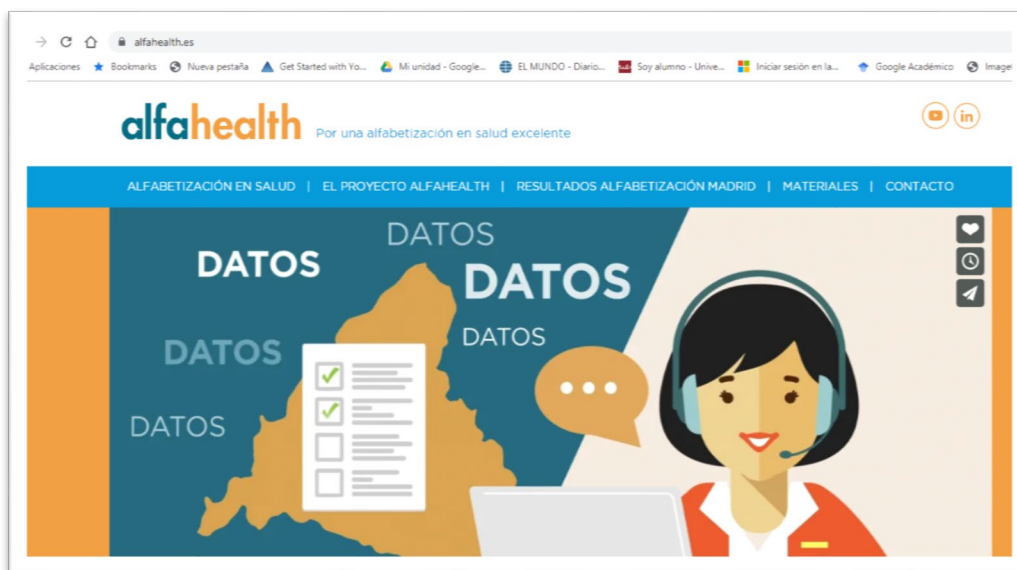 alfahealth.es
Aplicaciones Bookmarks Nueva pestaña Get Started with Yo... Mi unidad - Google... EL MUNDO - Diario... Soy alumno - Unive... Iniciar sesión en la... Google Académico Image
alfahealth Por una alfabetización en salud excelente
in
ALFABETIZACIÓN EN SALUD | EL PROYECTO ALFAHEALTH | RESULTADOS ALFABETIZACIÓN MADRID | MATERIALES | CONTACTO
DATOS
DATOS
DATOS
DATOS
DATOS
DATOS